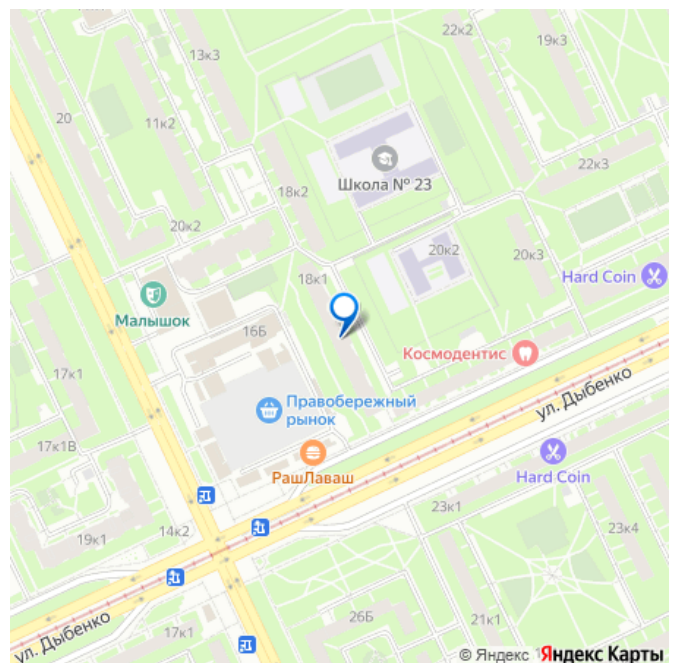 22к2
19к3
13к3
20
11к2
22к3
Школа № 23
18к2
20к2
20к2
20к3
18к1
Hard Coin
Малышок
16Б
Космодентис
17к1
Правобережный
рынок
ул. Дыбенко
17к1В
РашЛаваш
Hard Coin
23к1
14к2
19к1
23к4
26Б
21к1
ул. Дыбенко
17к1
© Яндекс Яндекс Карты